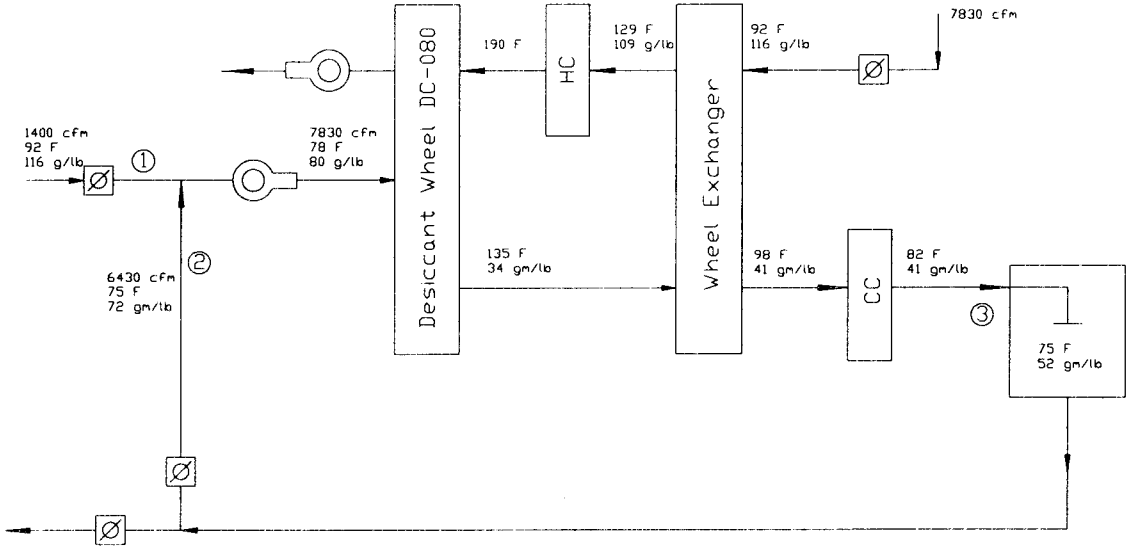 7830 cfm
190 F
129 F
109 g/lb
92 F
116 g/lb
HC
Desiccant Wheel DC-080
Wheel Exchanger
1400 cfm
92 F
116 g/lb
1
7830 cfm
78 F
80 g/lb
2
6430 cfm
75 F
72 gm/lb
135 F
34 gm/lb
98 F
41 gm/lb
CC
82 F
41 gm/lb
3
75 F
52 gm/lb